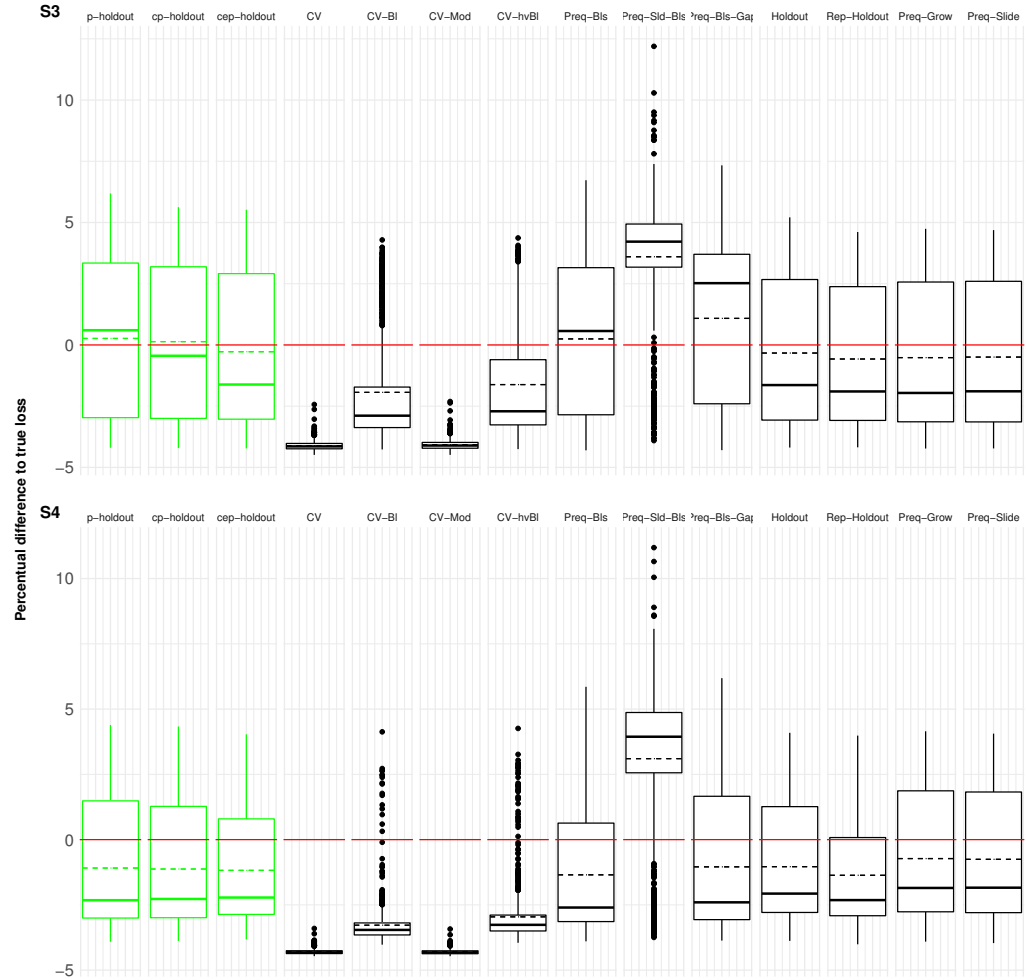 S3
p−holdout cp−holdout cep−holdout CV CV−Bl CV−Mod CV−hvBl Preq−Bls Preq−Sld−Bls Preq−Bls−Gap Holdout Rep−Holdout Preq−Grow Preq−Slide
10
5
0
−5
Percentual difference to true loss
S4
p−holdout cp−holdout cep−holdout CV CV−Bl CV−Mod CV−hvBl Preq−Bls Preq−Sld−Bls Preq−Bls−Gap Holdout Rep−Holdout Preq−Grow Preq−Slide
10
5
0
−5